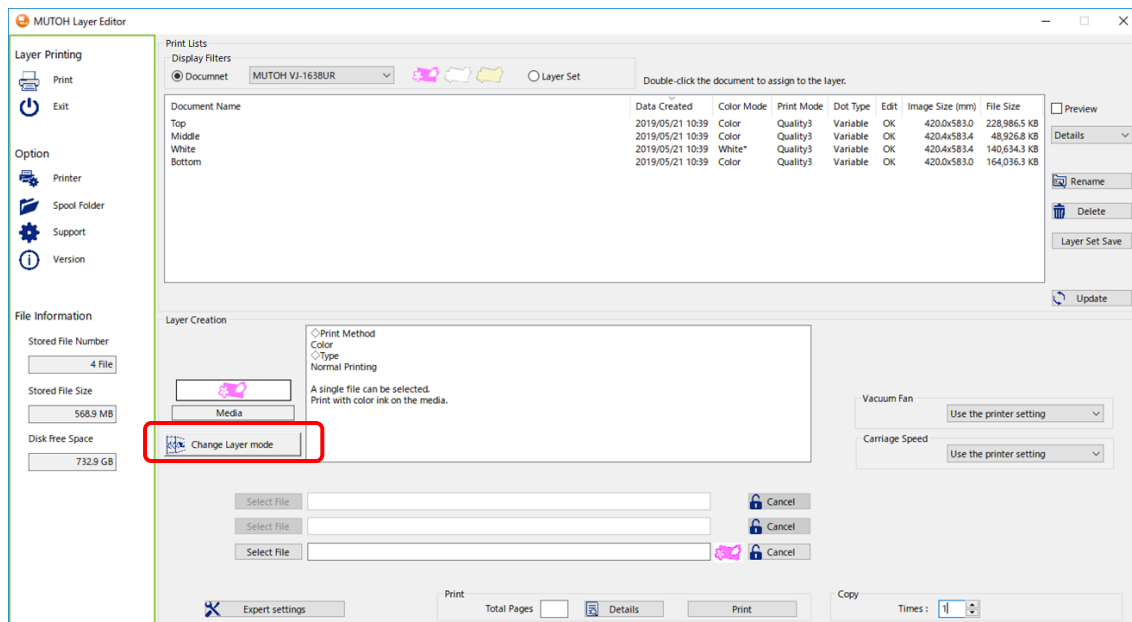 MUTOH Layer Editor
Layer Printing
Print
Exit
Option
Printer
Spool Folder
Support
Version
File Information
Stored File Number
4 File
Stored File Size
568.9 MB
Disk Free Space
732.9 GB
Print Lists
Display Filters
Documnet MUTOH VJ-1638UR Layer Set
Double-click the document to assign to the layer.
Document Name Data Created Color Mode Print Mode Dot Type Edit Image Size (mm) File Size
Top 2019/05/21 10:39 Color Quality3 Variable OK 420.0x583.0 228,986.5 KB
Middle 2019/05/21 10:39 Color Quality3 Variable OK 420.4x583.4 48,926.8 KB
White 2019/05/21 10:39 White* Quality3 Variable OK 420.4x583.4 140,634.3 KB
Bottom 2019/05/21 10:39 Color Quality3 Variable OK 420.0x583.0 164,036.3 KB
Preview
Details
Rename
Delete
Layer Set Save
Update
Layer Creation
Media
Change Layer mode
◇Print Method
Color
◇Type
Normal Printing
A single file can be selected.
Print with color ink on the media.
Vacuum Fan
Use the printer setting
Carriage Speed
Use the printer setting
Select File Cancel
Select File Cancel
Select File Cancel
Expert settings
Print
Total Pages Details Print
Copy
Times : 1